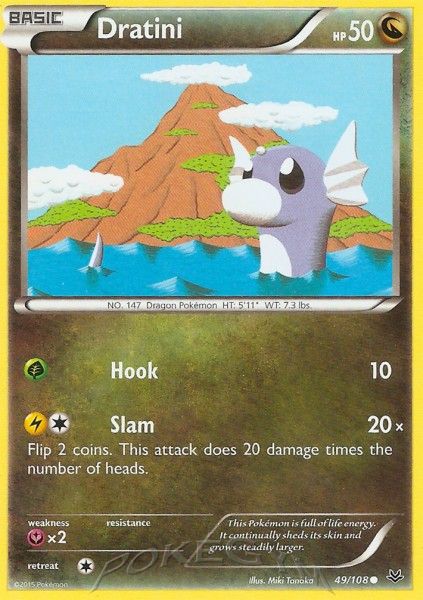 BASIC Dratini HP 50
NO. 147 Dragon Pokémon HT: 5'11" WT: 7.3 lbs.
Hook 10
Slam 20×
Flip 2 coins. This attack does 20 damage times the
number of heads.
weakness resistance
×2
This Pokémon is full of life energy.
It continually sheds its skin and
grows steadily larger.
retreat
©2015 Pokémon
Illus. Miki Tanaka 49/108